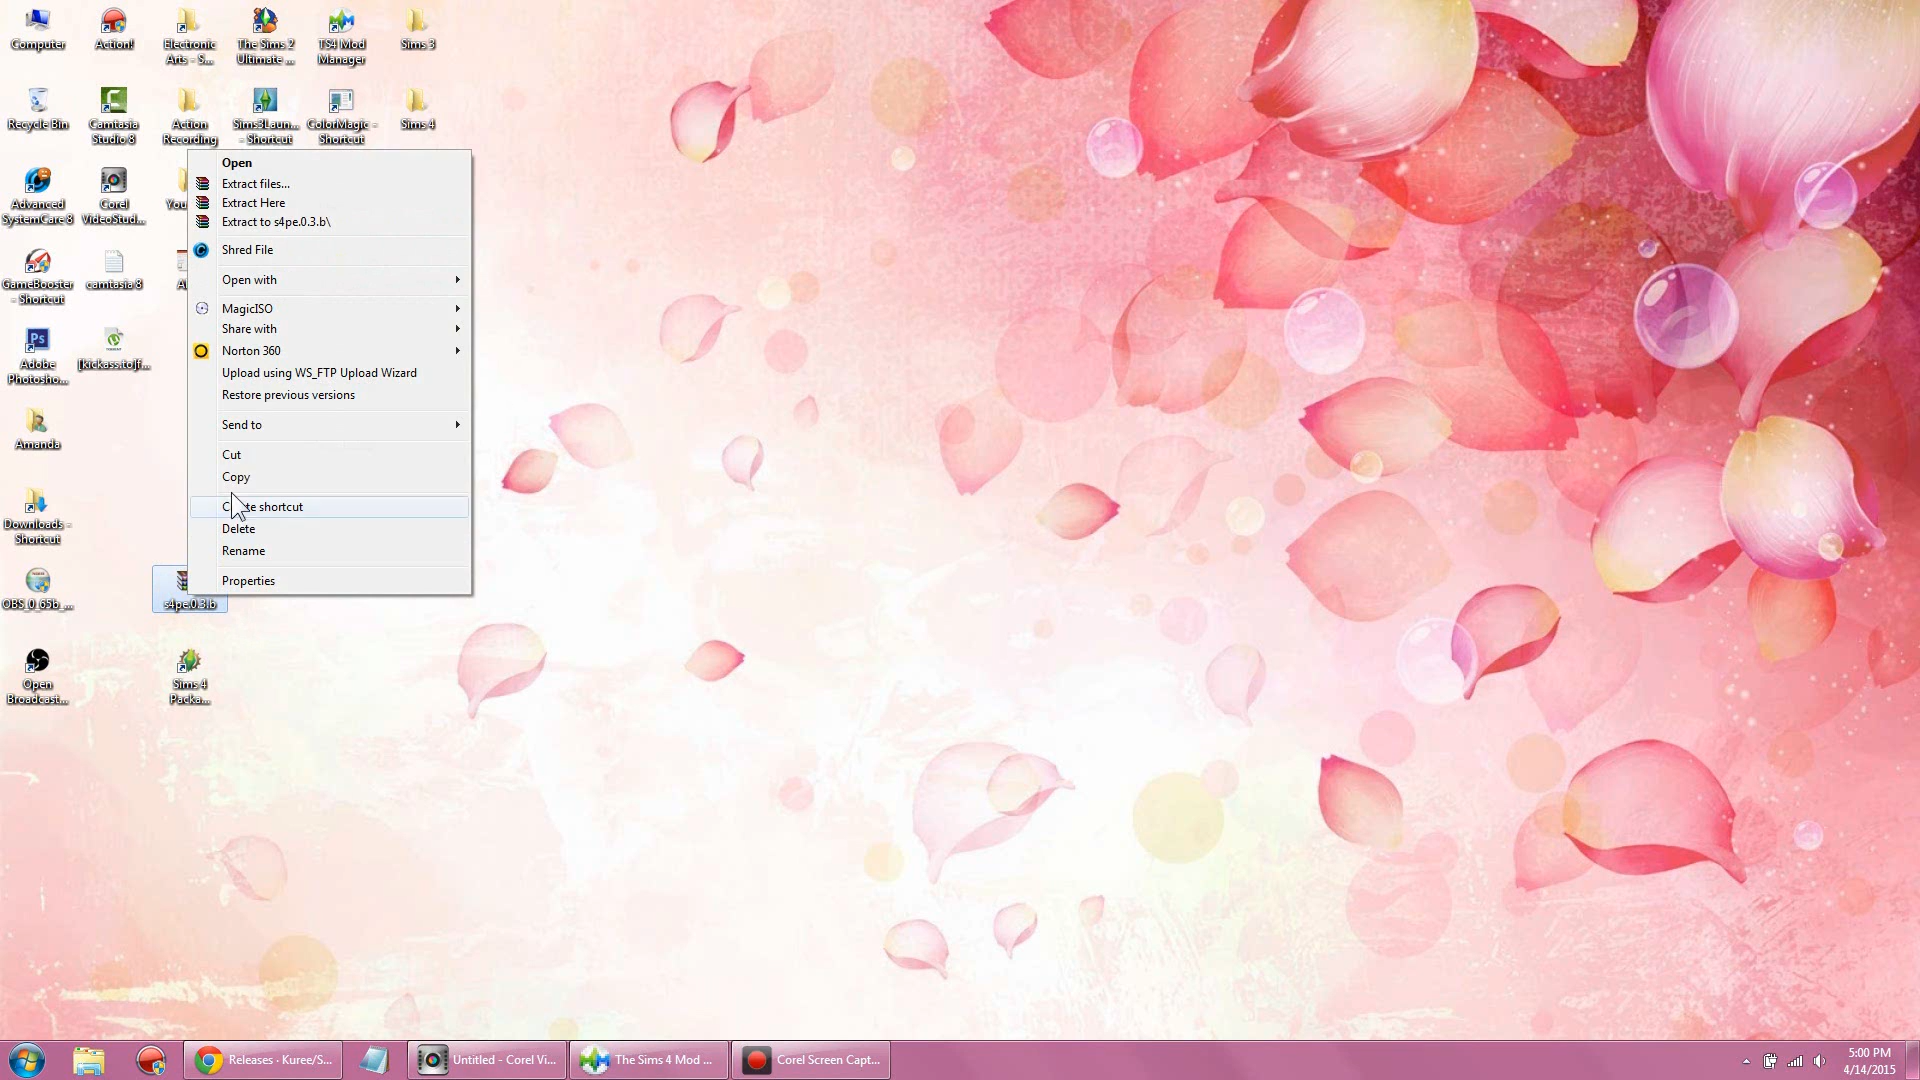 Computer
Action!
Electronic
Arts - S...
The Sims 2
Ultimate ...
TS4 Mod
Manager
Sims 3
Recycle Bin
Camtasia
Studio 8
Action
Recording
Sims3Laun...
- Shortcut
ColorMagic -
Shortcut
Sims 4
Advanced
SystemCare 8
Corel
VideoStud...
You
GameBooster
- Shortcut
camtasia 8
A
Adobe
Photosho...
[kickass.to]f...
Amanda
Downloads -
Shortcut
OBS_0_65b_...
s4pe.0.3.b
Open
Broadcast...
Sims 4
Packa...
Open
Extract files...
Extract Here
Extract to s4pe.0.3.b\
Shred File
Open with
MagicISO
Share with
Norton 360
Upload using WS_FTP Upload Wizard
Restore previous versions
Send to
Cut
Copy
C te shortcut
Delete
Rename
Properties
Releases · Kuree/S...
Untitled - Corel Vi...
The Sims 4 Mod ...
Corel Screen Capt...
5:00 PM
4/14/2015